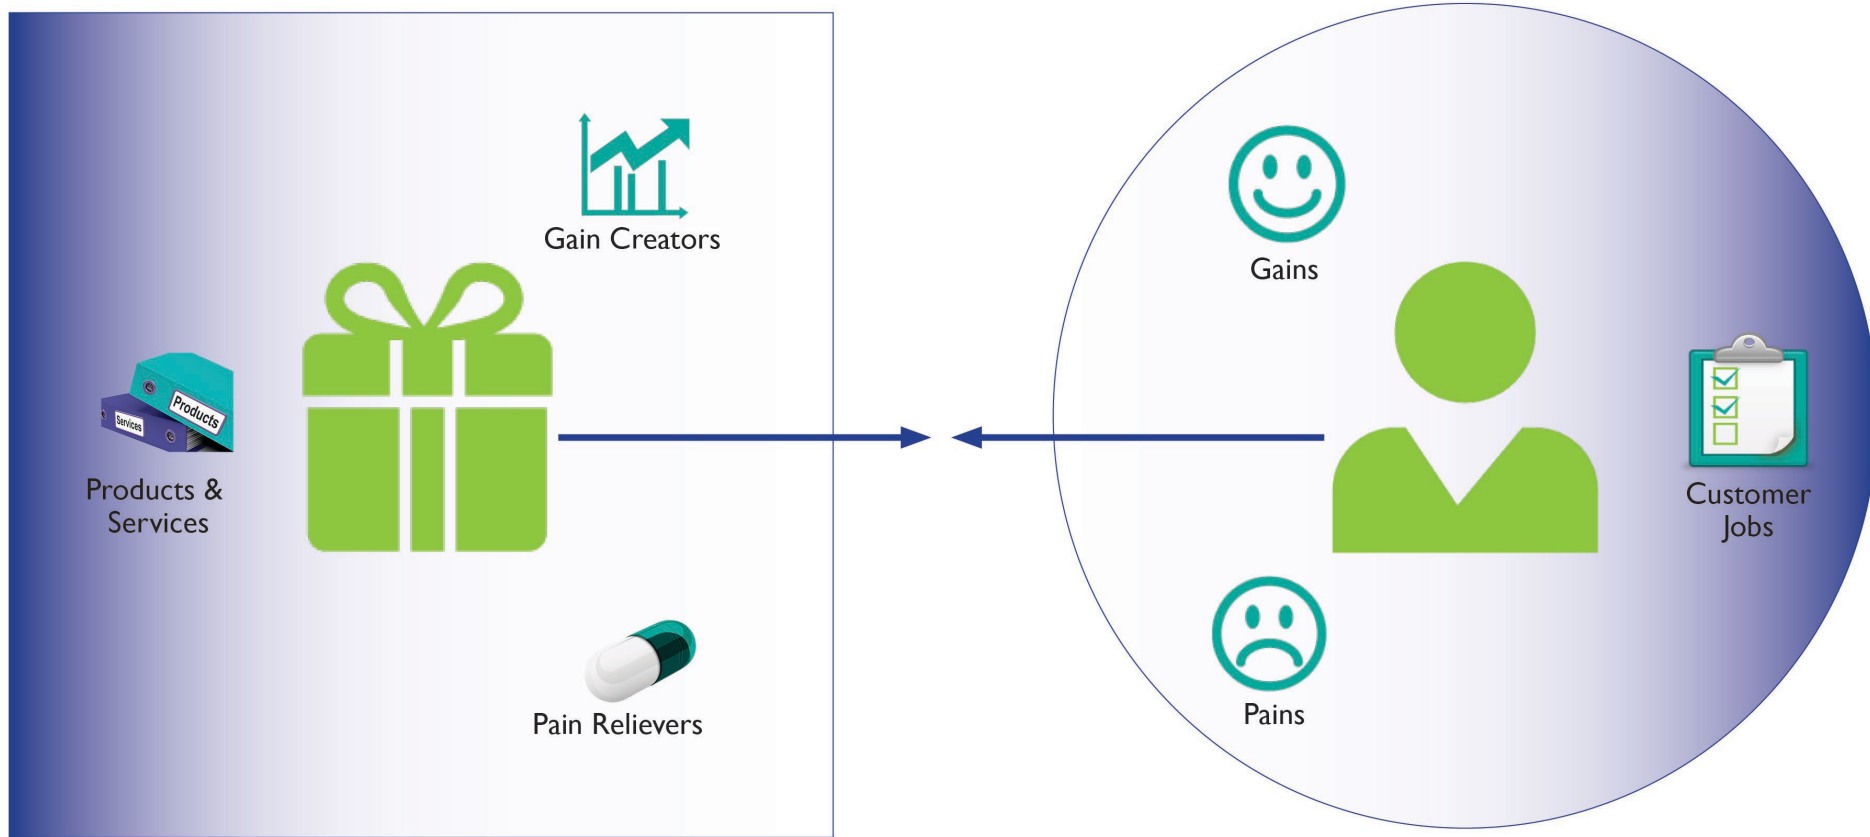 Gain Creators
Products
Services
Products &
Services
Pain Relievers
Gains
Customer
Jobs
Pains